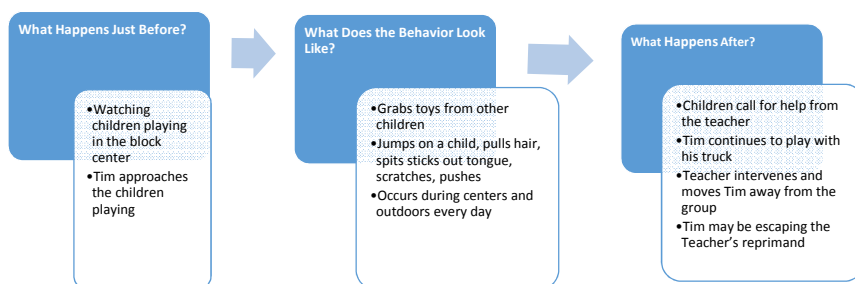 What Happens Just Before?
•Watching
children playing
in the block
center
•Tim approaches
the children
playing
What Does the Behavior Look
Like?
•Grabs toys from other
children
•Jumps on a child, pulls hair,
spits sticks out tongue,
scratches, pushes
•Occurs during centers and
outdoors every day
What Happens After?
•Children call for help from
the teacher
•Tim continues to play with
his truck
•Teacher intervenes and
moves Tim away from the
group
•Tim may be escaping the
Teacher's reprimand